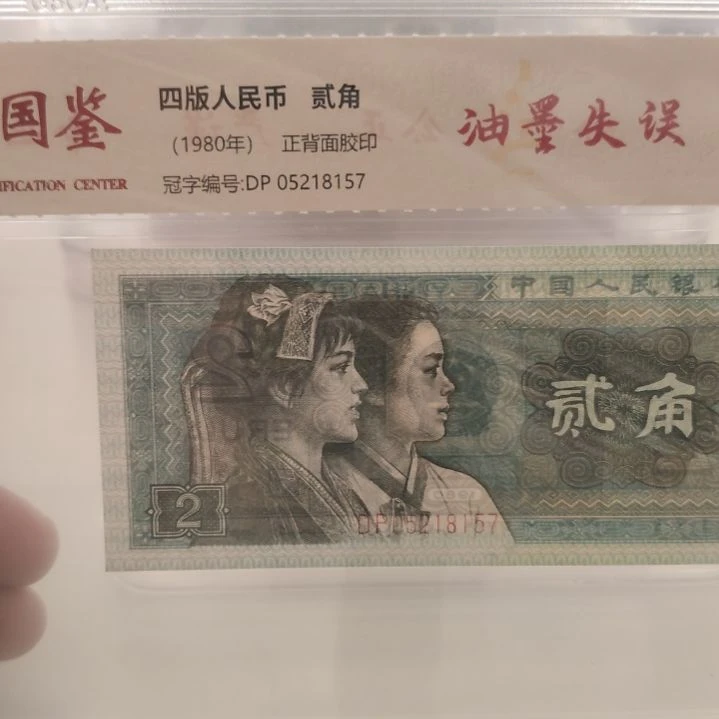 国鉴
IFICATION CENTER
四版人民币 贰角
(1980年) 正背面胶印
冠字编号:DP 05218157
油墨失误
中国人民银
贰角
2
DP05218157